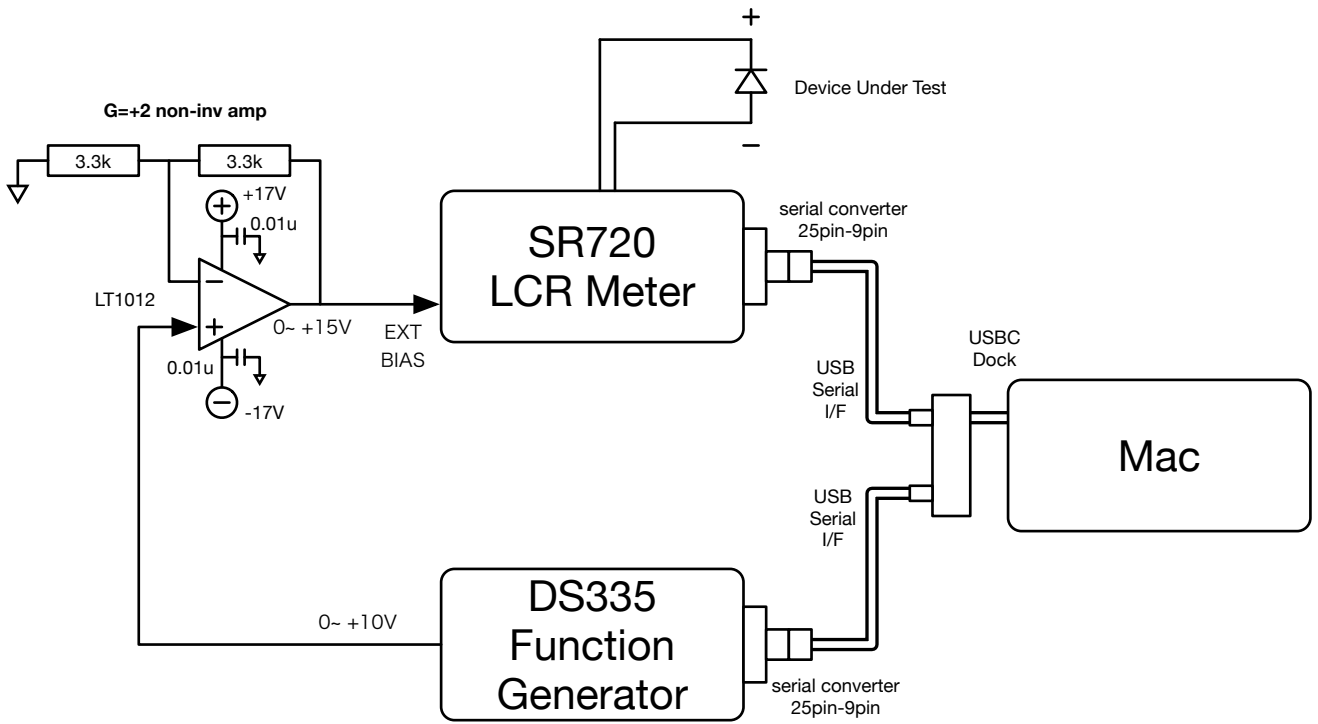 +
Device Under Test
−
G=+2 non-inv amp
3.3k
3.3k
+17V
0.01u
LT1012
−
+
0~ +15V
0.01u
-17V
EXT
BIAS
SR720
LCR Meter
serial converter
25pin-9pin
USB
Serial
I/F
USBC
Dock
Mac
USB
Serial
I/F
0~ +10V
DS335
Function
Generator
serial converter
25pin-9pin